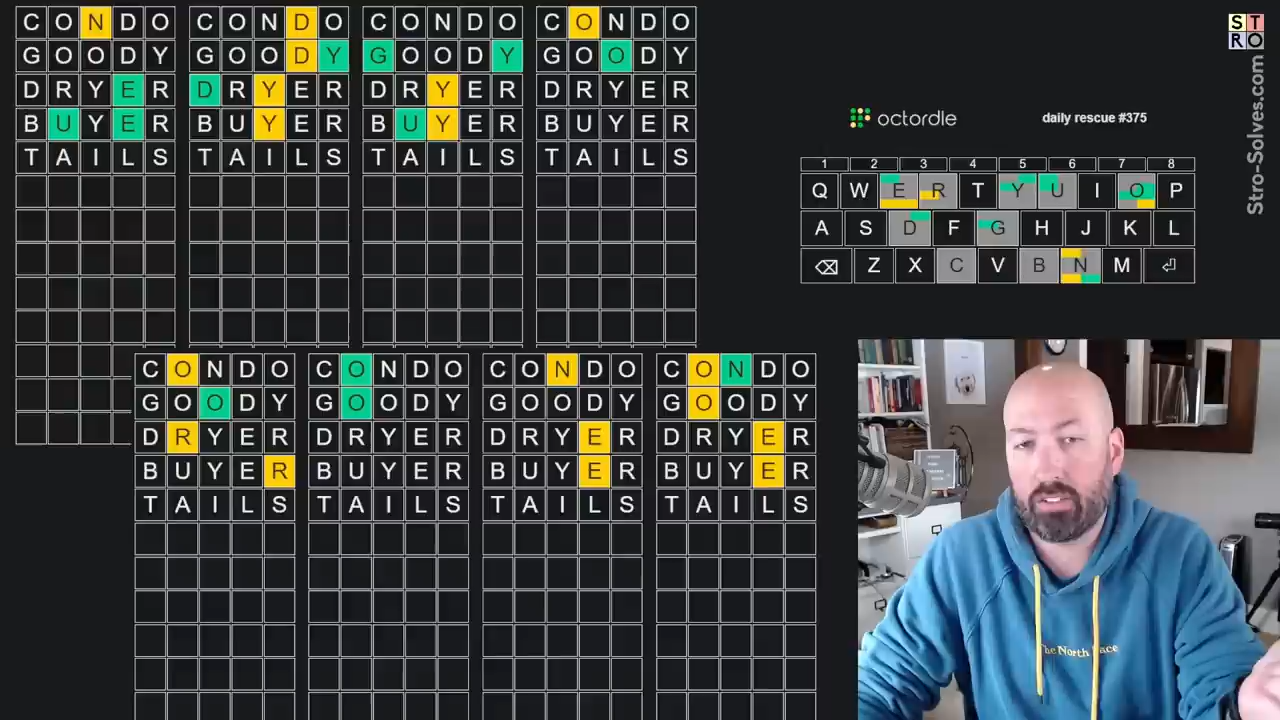 CONDO CONDO CONDO CONDO
GOODY GOODY GOODY GOODY
DRYER DRYER DRYER DRYER
BUYER BUYER BUYER BUYER
TAILS TAILS TAILS TAILS
CONDO CONDO CONDO CONDO
GOODY GOODY GOODY GOODY
DRYER DRYER DRYER DRYER
BUYER BUYER BUYER BUYER
TAILS TAILS TAILS TAILS
ST
RO
Stro-Solves.com
octordle
daily rescue #375
1 2 3 4 5 6 7 8
Q W E R T Y U I O P
A S D F G H J K L
⌫ Z X C V B N M ⏎
The North Face